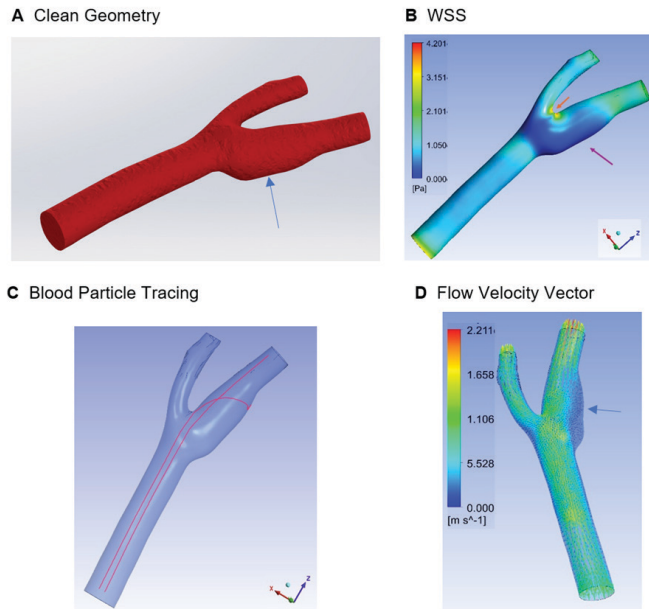 A Clean Geometry
B WSS
4.201
3.151
2.101
1.050
0.000
[Pa]
X
Z
C Blood Particle Tracing
X
Z
D Flow Velocity Vector
2.211
1.658
1.106
5.528
0.000
[m s^-1]